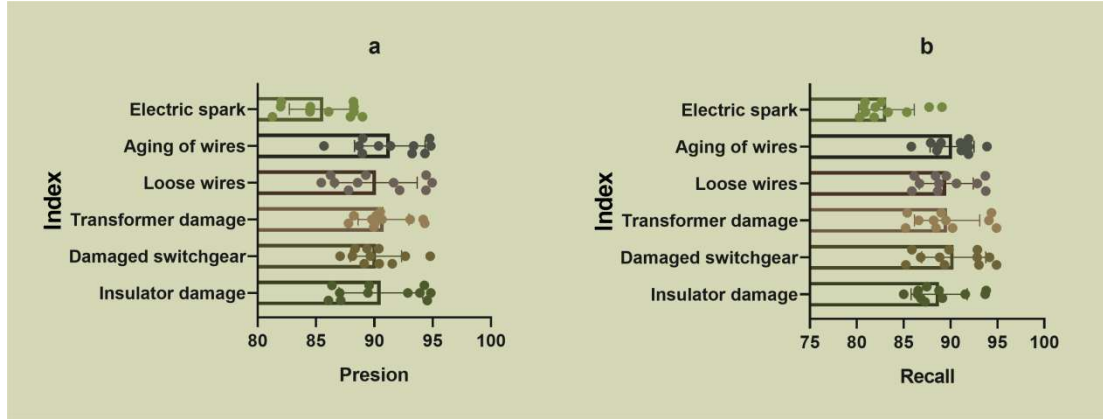 a
Index
Electric spark
Aging of wires
Loose wires
Transformer damage
Damaged switchgear
Insulator damage
80 85 90 95 100
Presion
b
Index
Electric spark
Aging of wires
Loose wires
Transformer damage
Damaged switchgear
Insulator damage
75 80 85 90 95 100
Recall